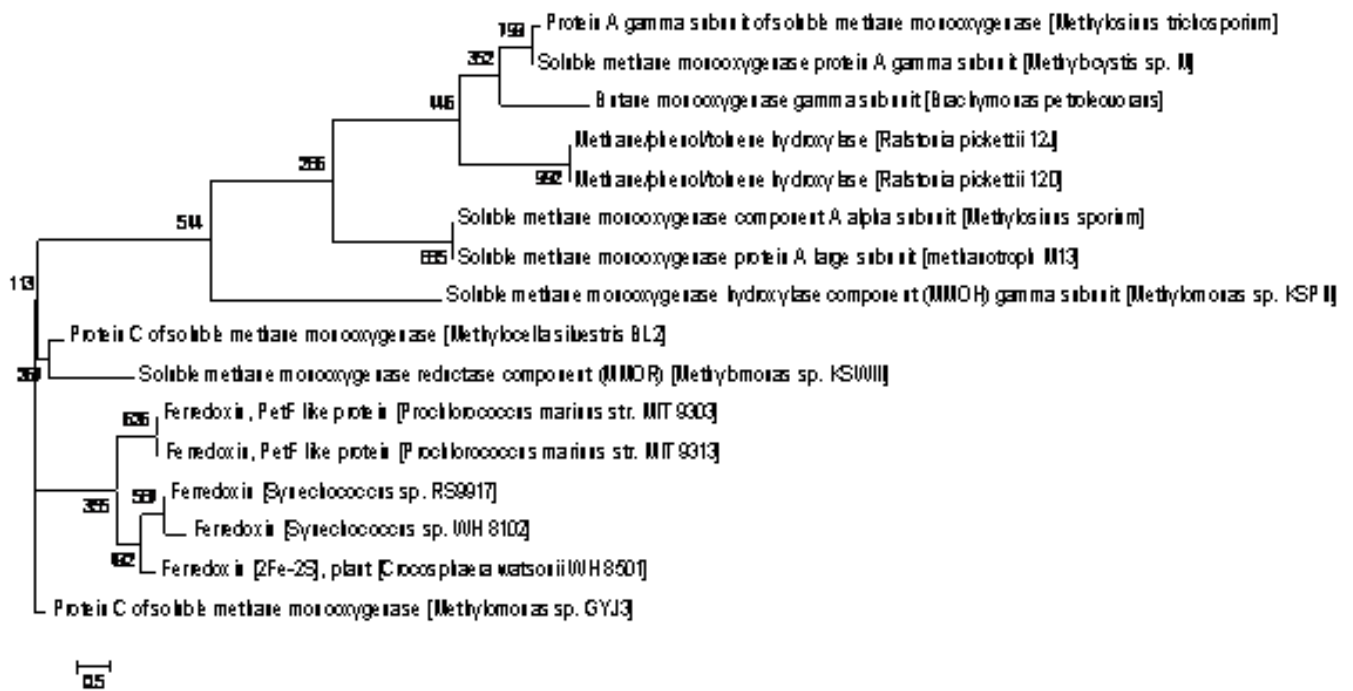 799
Protein A gamma subunit of soluble methane monooxygenase [Methylosinus trichosporium]
352
Soluble methane monooxygenase protein A gamma subunit [Methylocystis sp. M]
446
Butane monooxygenase gamma subunit [Brachymonas petroleovorans]
Methane/phenol/toluene hydroxylase [Ralstonia pickettii 12J]
266
992
Methane/phenol/toluene hydroxylase [Ralstonia pickettii 12D]
Soluble methane monooxygenase component A alpha subunit [Methylosinus sporium]
544
Soluble methane monooxygenase protein A large subunit [methanotroph M13]
113
Soluble methane monooxygenase hydroxylase component (MMOH) gamma subunit [Methylomonas sp. KSPIII]
Protein C of soluble methane monooxygenase [Methylocella silvestris BL2]
Soluble methane monooxygenase reductase component (MMOR) [Methylomonas sp. KSWIII]
Ferredoxin, PetF like protein [Prochlorococcus marinus str. MIT 9303]
Ferredoxin, PetF like protein [Prochlorococcus marinus str. MIT 9313]
Ferredoxin [Synechococcus sp. RS9917]
Ferredoxin [Synechococcus sp. WH 8102]
Ferredoxin [2Fe-2S], plant [Crocosphaera watsonii WH 8501]
Protein C of soluble methane monooxygenase [Methylomonas sp. GYJ3]
0.5